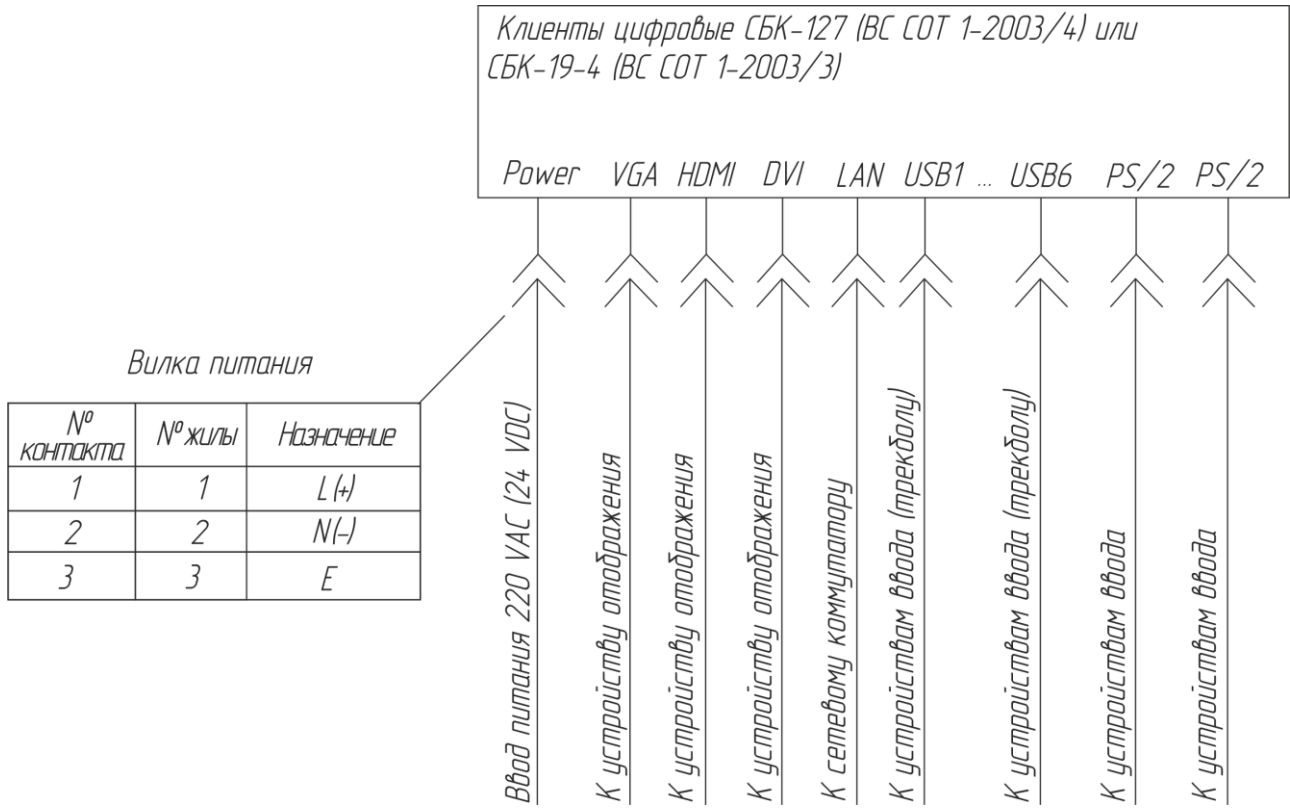 Клиенты цифровые СБК-127 (ВС СОТ 1-2003/4) или
СБК-19-4 (ВС СОТ 1-2003/3)
Power VGA HDMI DVI LAN USB1 ... USB6 PS/2 PS/2
Вилка питания
№ контакта № жилы Назначение
1 1 L (+)
2 2 N(-)
3 3 E
Ввод питания 220 VAC (24 VDC)
К устройству отображения
К устройству отображения
К устройству отображения
К сетевому коммутатору
К устройствам ввода (трекболу)
К устройствам ввода (трекболу)
К устройствам ввода
К устройствам ввода